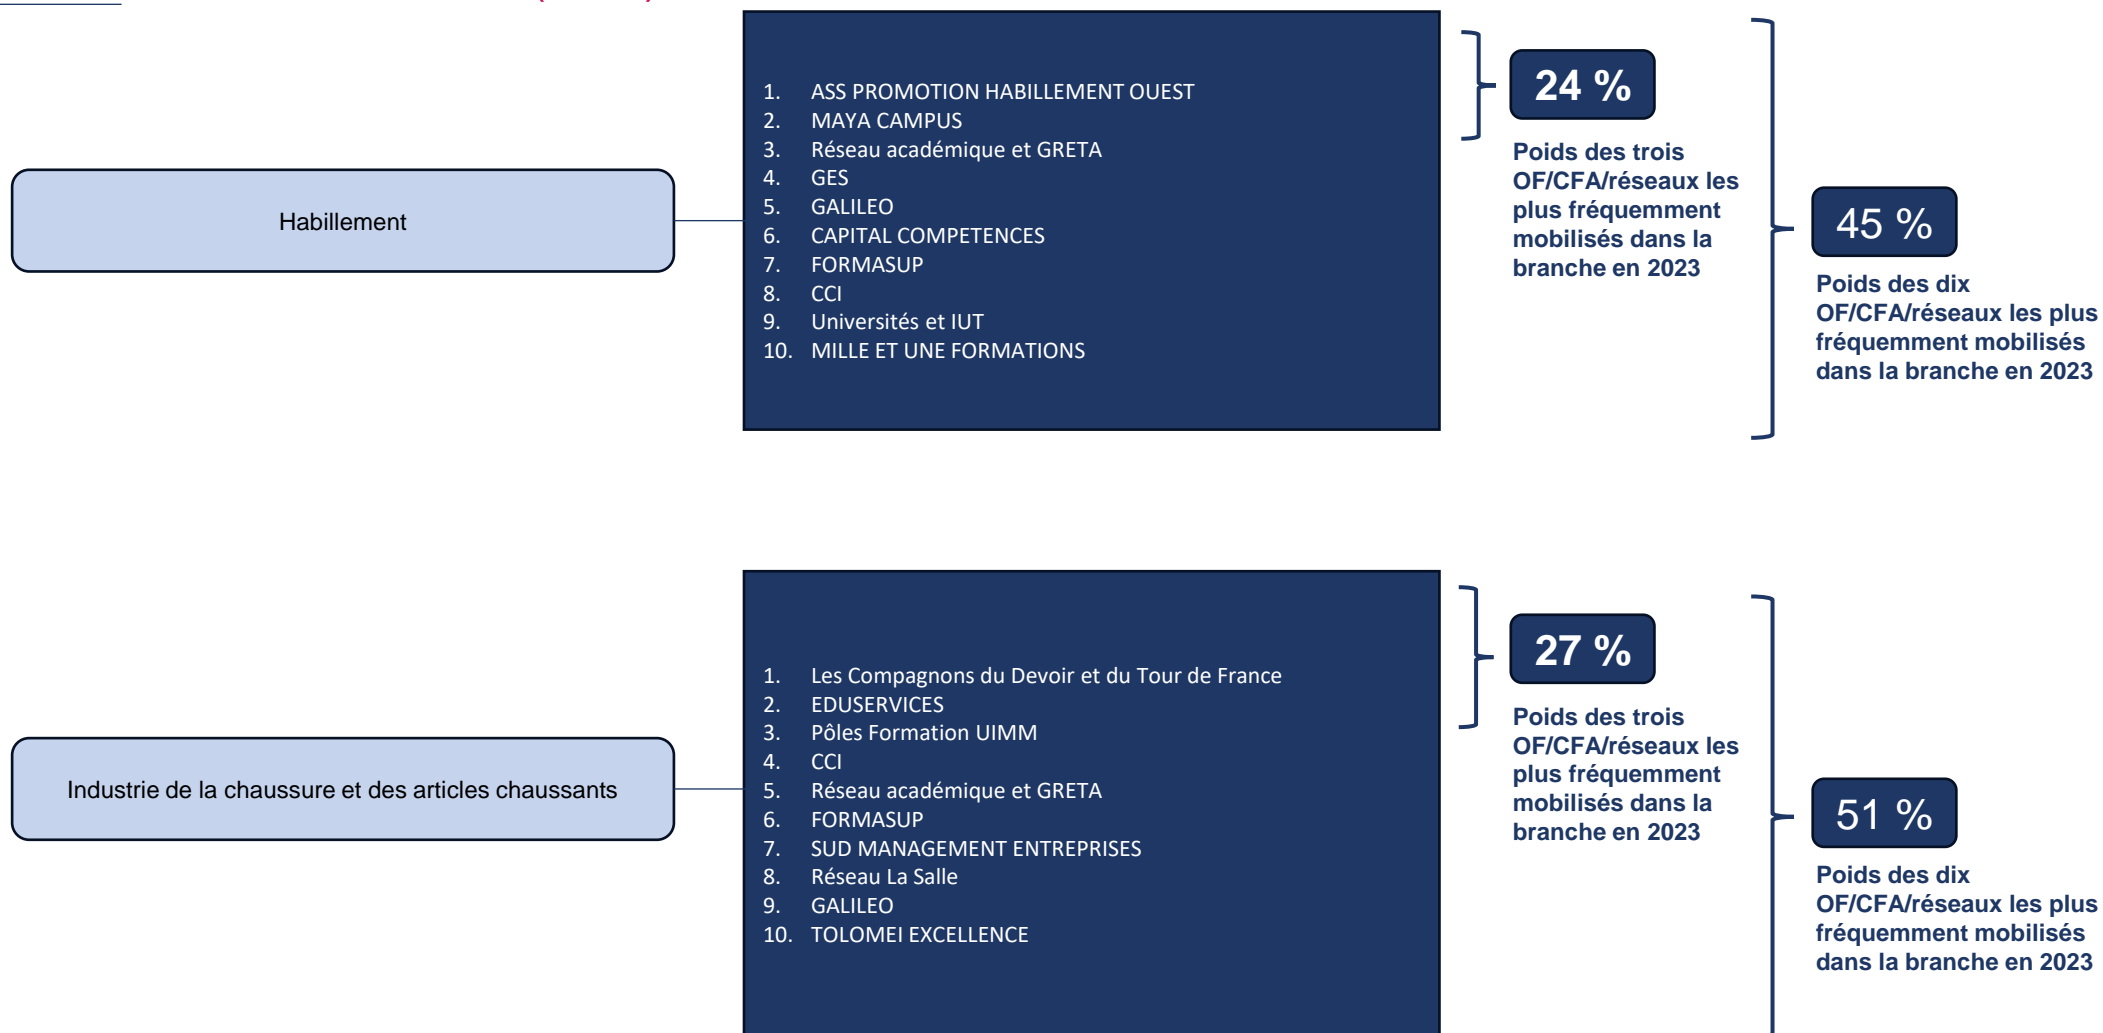 Habillement
1. ASS PROMOTION HABILLEMENT OUEST
2. MAYA CAMPUS
3. Réseau académique et GRETA
4. GES
5. GALILEO
6. CAPITAL COMPETENCES
7. FORMASUP
8. CCI
9. Universités et IUT
10. MILLE ET UNE FORMATIONS
24 %
Poids des trois
OF/CFA/réseaux les
plus fréquemment
mobilisés dans la
branche en 2023
45 %
Poids des dix
OF/CFA/réseaux les plus
fréquemment mobilisés
dans la branche en 2023
Industrie de la chaussure et des articles chaussants
1. Les Compagnons du Devoir et du Tour de France
2. EDUSERVICES
3. Pôles Formation UIMM
4. CCI
5. Réseau académique et GRETA
6. FORMASUP
7. SUD MANAGEMENT ENTREPRISES
8. Réseau La Salle
9. GALILEO
10. TOLOMEI EXCELLENCE
27 %
Poids des trois
OF/CFA/réseaux les
plus fréquemment
mobilisés dans la
branche en 2023
51 %
Poids des dix
OF/CFA/réseaux les plus
fréquemment mobilisés
dans la branche en 2023